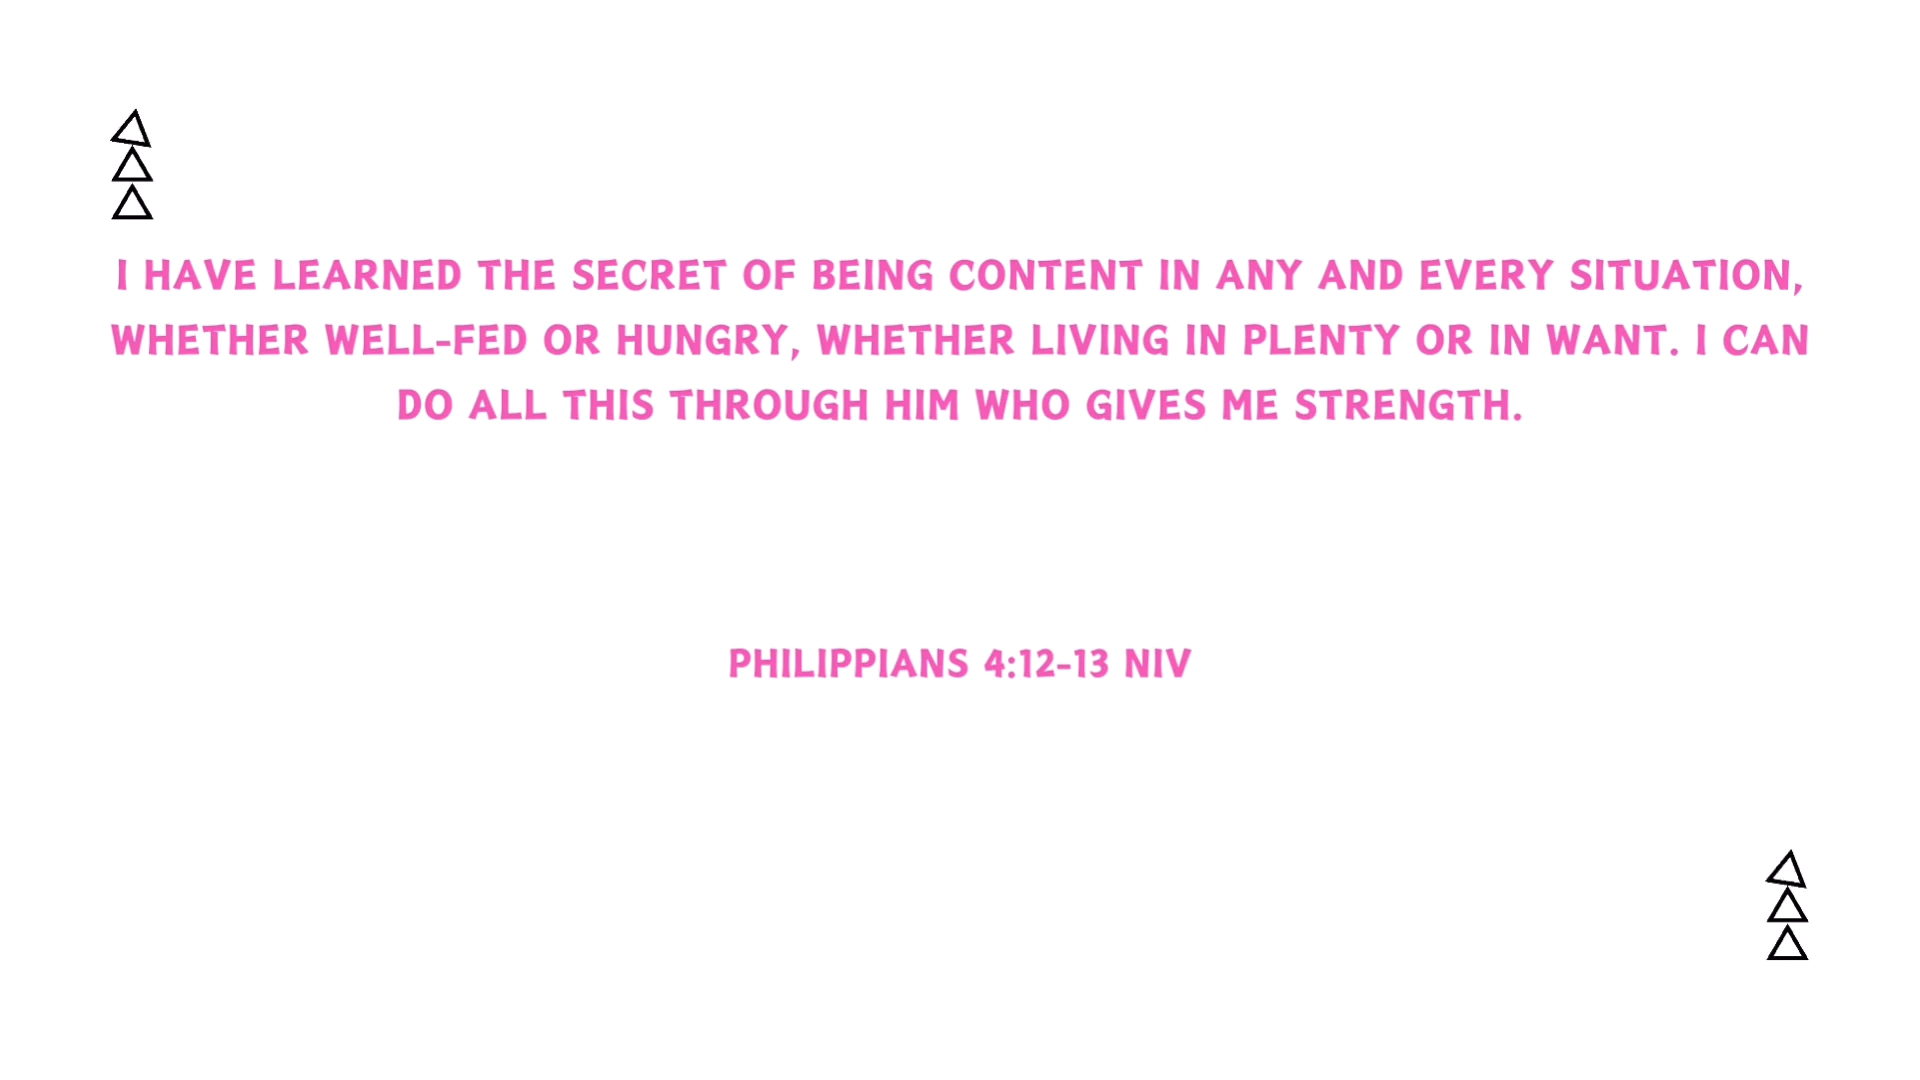 I HAVE LEARNED THE SECRET OF BEING CONTENT IN ANY AND EVERY SITUATION,
WHETHER WELL-FED OR HUNGRY, WHETHER LIVING IN PLENTY OR IN WANT. I CAN
DO ALL THIS THROUGH HIM WHO GIVES ME STRENGTH.
PHILIPPIANS 4:12-13 NIV